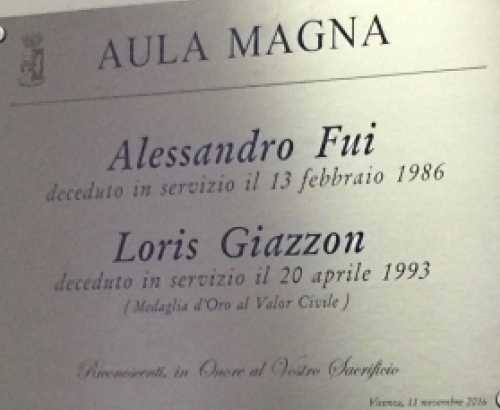 AULA MAGNA
Alessandro Fui
deceduto in servizio il 13 febbraio 1986
Loris Giazzon
deceduto in servizio il 20 aprile 1993
( Medaglia d'Oro al Valor Civile )
Riconoscenti, in Onore al Vostro Sacrificio
Vicenza, 11 novembre 2016